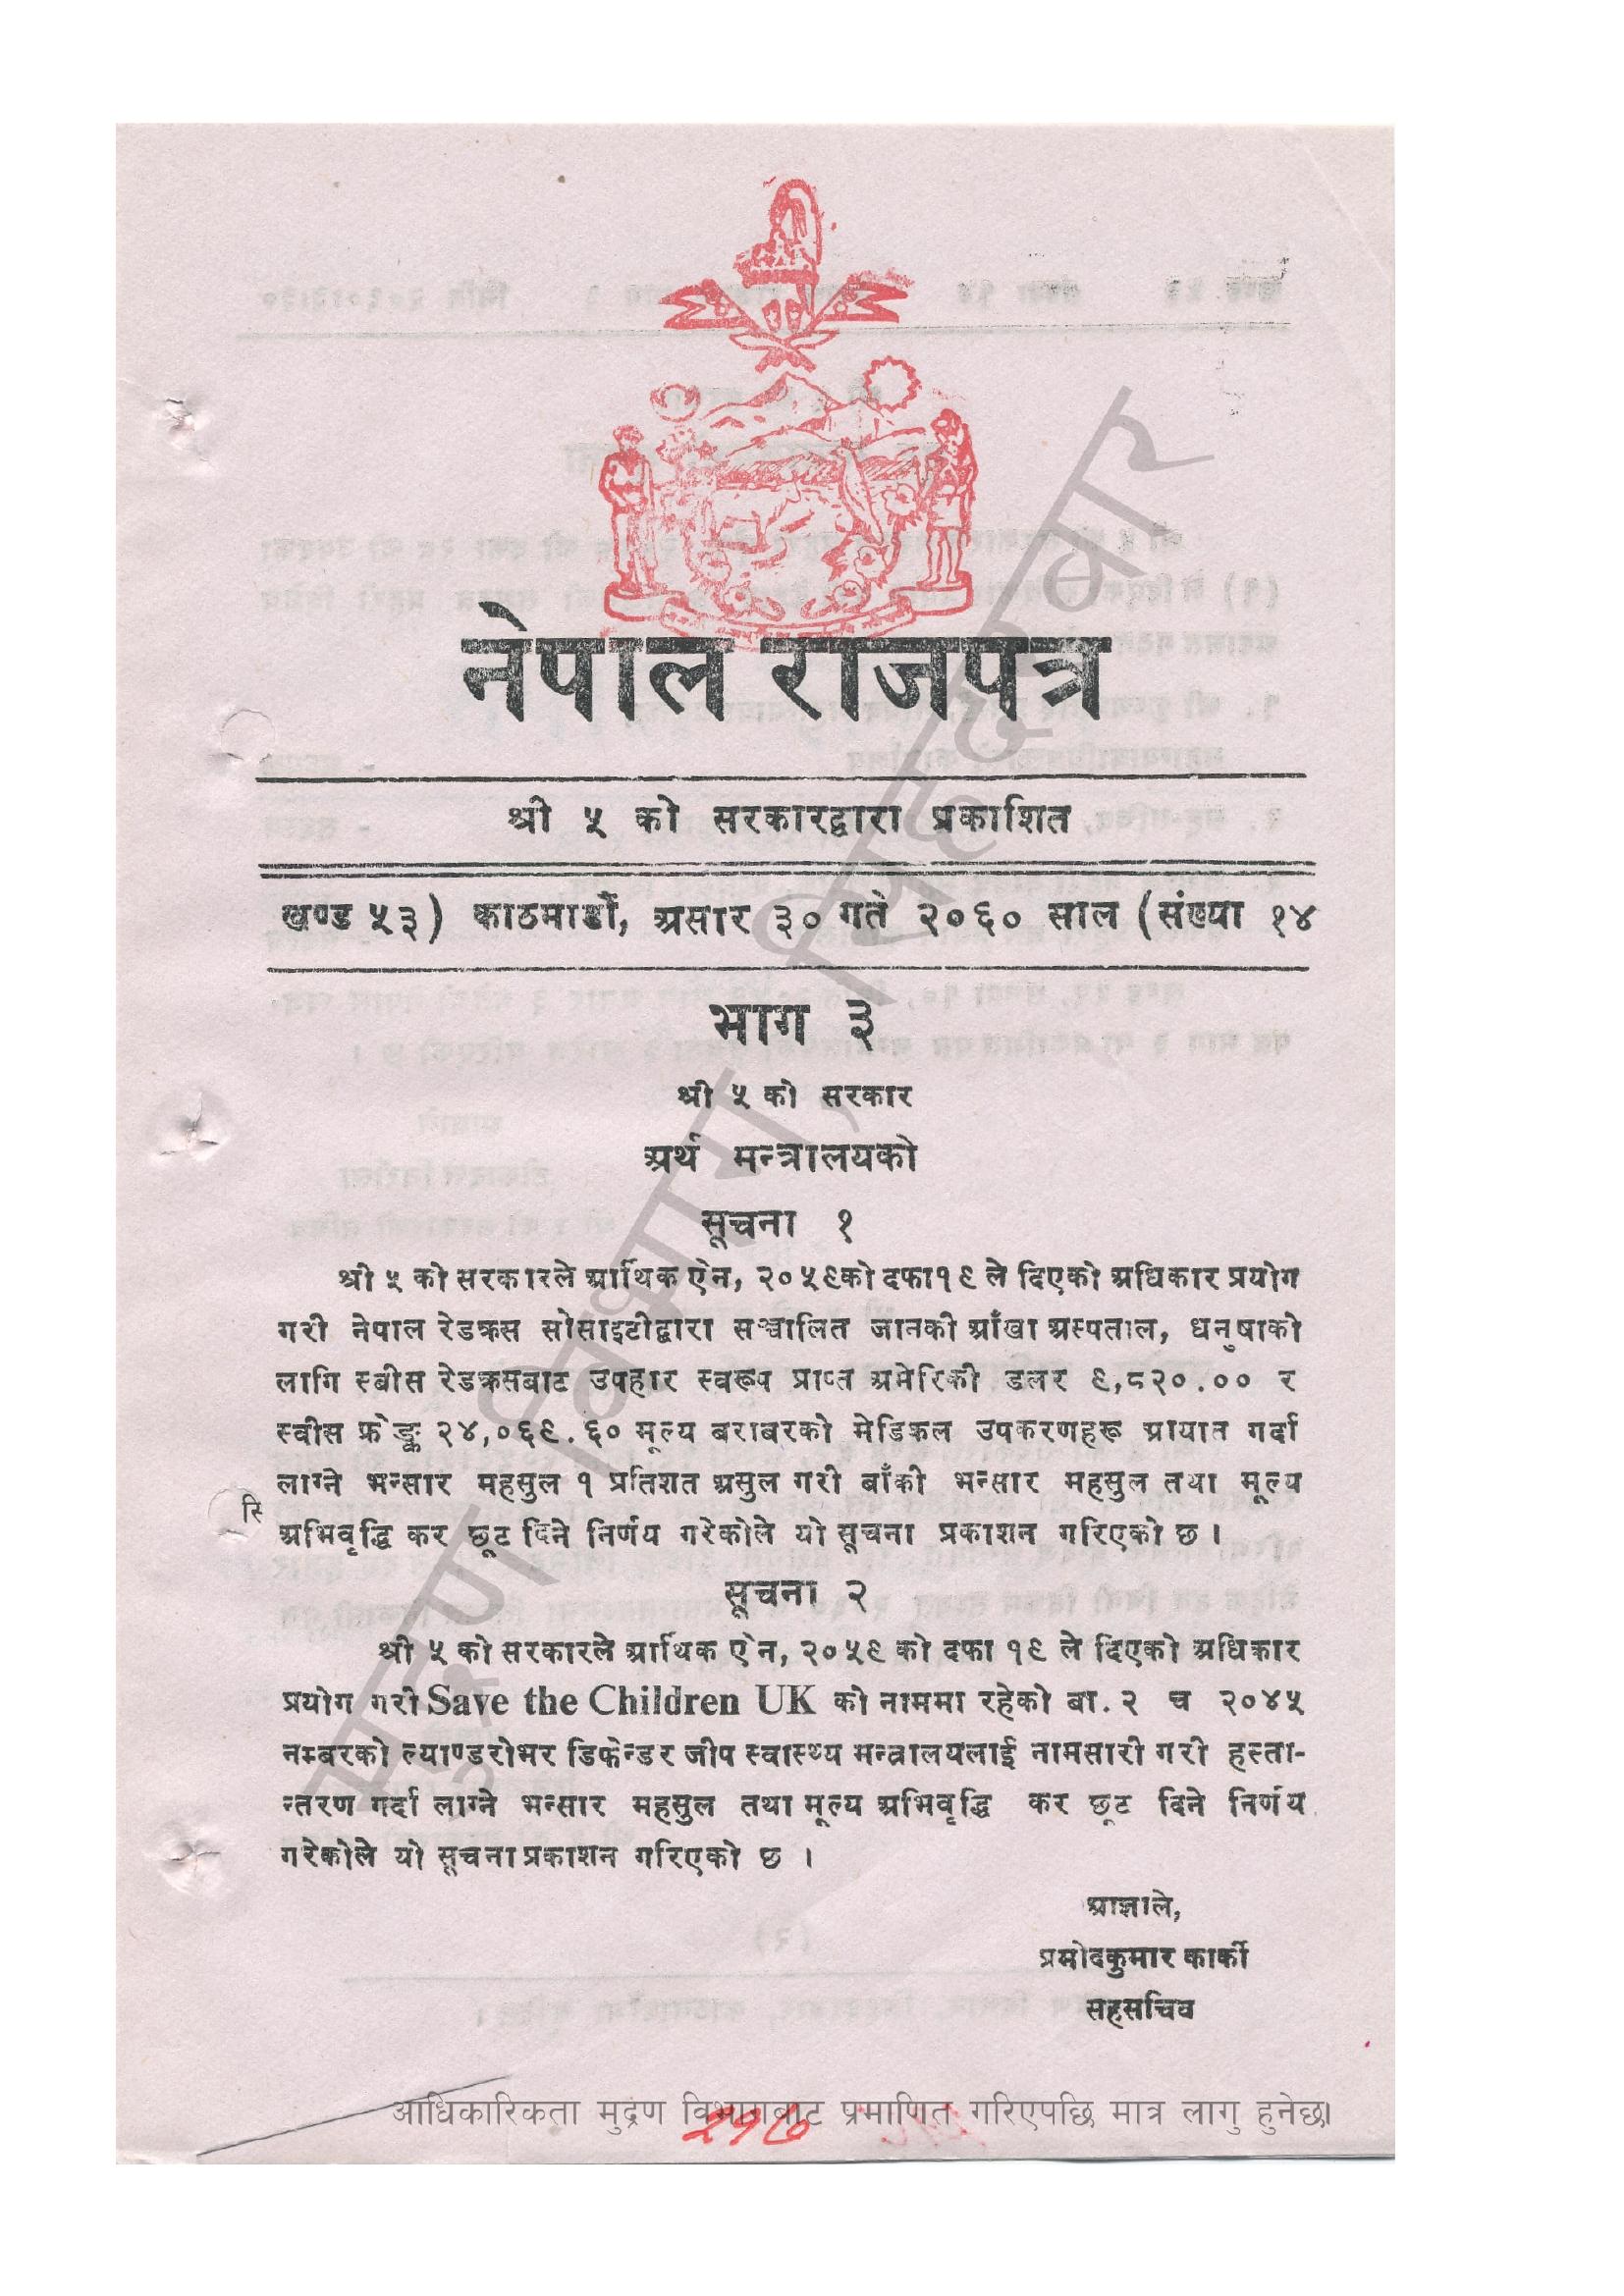 नेपाल राजपत्र
श्री ५ को सरकारद्वारा प्रकाशित
खण्ड ५३) काठमाडौं, असार ३० गते २०६० साल (संख्या १४
भाग ३
श्री ५ को सरकार
अर्थ मन्त्रालयको
सूचना १
श्री ५ को सरकारले आर्थिक ऐन, २०५९को दफा१९ ले दिएको अधिकार प्रयोग
गरी नेपाल रेडक्रस सोसाइटीद्वारा सञ्चालित जानकी आँखा अस्पताल, धनुषाको
लागि स्वीस रेडक्रसबाट उपहार स्वरूप प्राप्त अमेरिकी डलर ९,८२०.०० र
स्वीस फ्रेङ्क २४,०६९.६० मूल्य बराबरको मेडिकल उपकरणहरू आयात गर्दा
लाग्ने भन्सार महसुल १ प्रतिशत असुल गरी बाँकी भन्सार महसुल तथा मूल्य
अभिवृद्धि कर छूट दिने निर्णय गरेकोले यो सूचना प्रकाशन गरिएको छ ।
सूचना २
श्री ५ को सरकारले आर्थिक ऐन, २०५९ को दफा १९ ले दिएको अधिकार
प्रयोग गरी Save the Children UK को नाममा रहेको बा. २ च २०४५
नम्बरको ल्याण्डरोभर डिफेन्डर जीप स्वास्थ्य मन्त्रालयलाई नामसारी गरी हस्ता-
न्तरण गर्दा लाग्ने भन्सार महसुल तथा मूल्य अभिवृद्धि कर छूट दिने निर्णय
गरेकोले यो सूचना प्रकाशन गरिएको छ ।
आज्ञाले,
प्रमोदकुमार कार्की
सहसचिव
मुद्रण विभाग, सिंहदरबार
आधिकारिकता मुद्रण विभागबाट प्रमाणित गरिएपछि मात्र लागु हुनेछ।
२१७